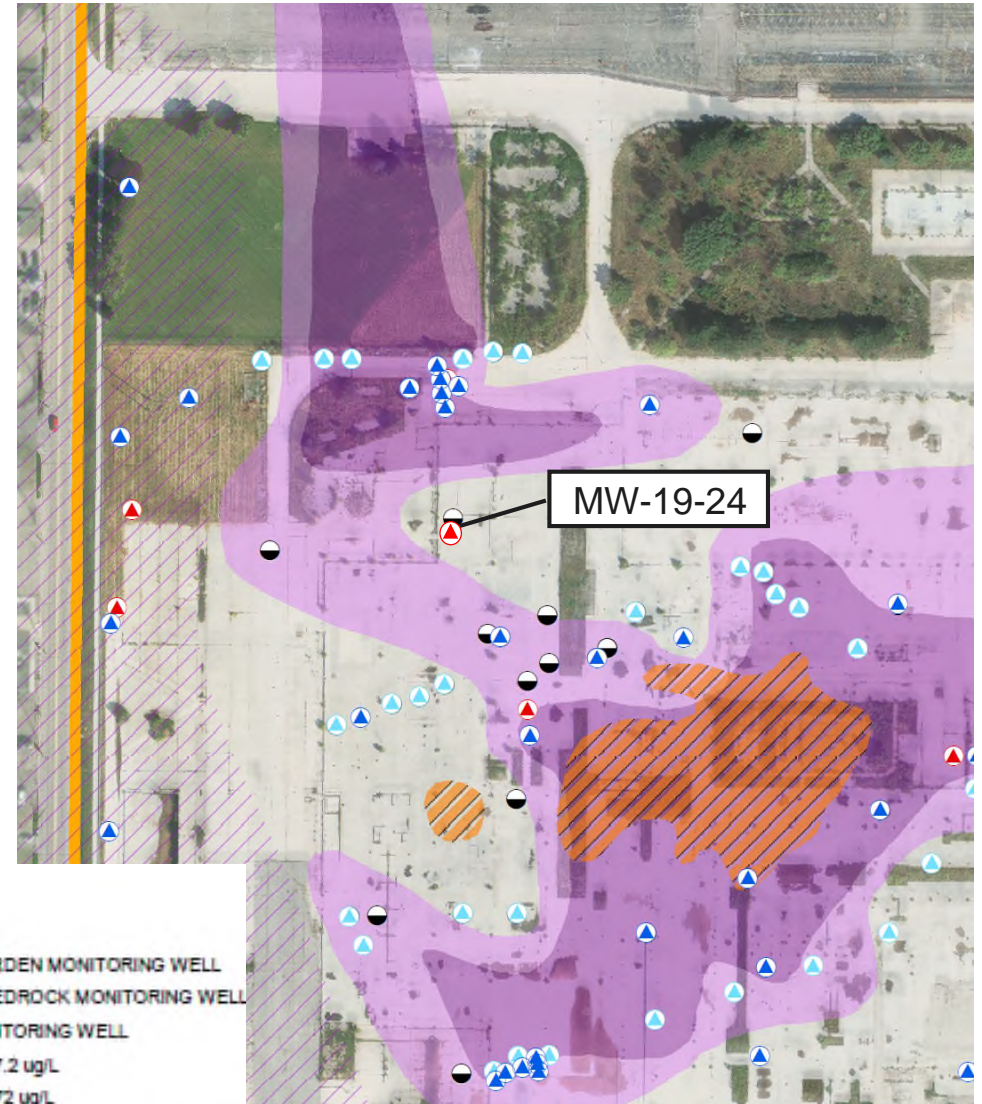 MW-19-24
RDEN MONITORING WELL
EDROCK MONITORING WELL
ITORING WELL
7.2 ug/L
72 ug/L